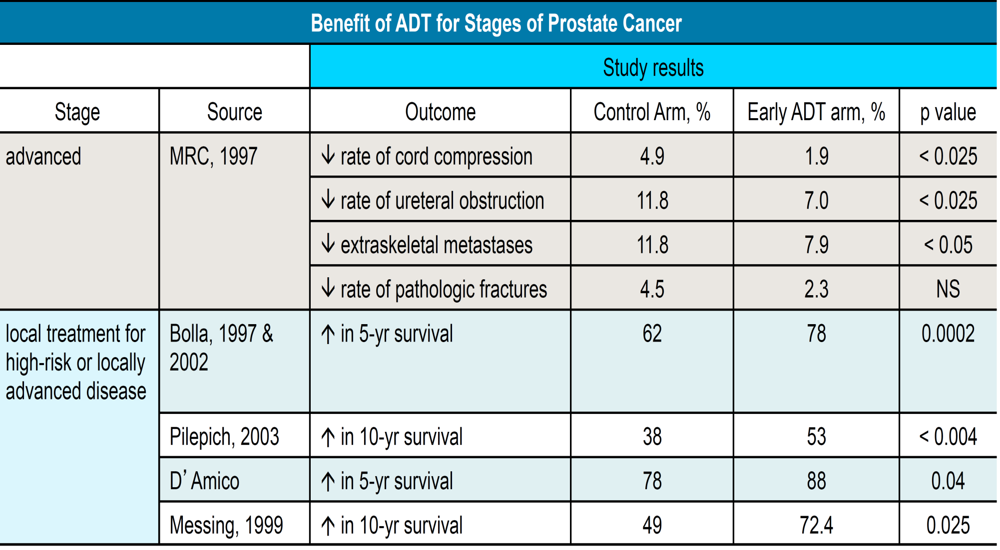 Benefit of ADT for Stages of Prostate Cancer
Study results
Stage Source Outcome Control Arm, % Early ADT arm, % p value
advanced MRC, 1997 ↓ rate of cord compression 4.9 1.9 < 0.025
↓ rate of ureteral obstruction 11.8 7.0 < 0.025
↓ extraskeletal metastases 11.8 7.9 < 0.05
↓ rate of pathologic fractures 4.5 2.3 NS
local treatment for Bolla, 1997 & ↑ in 5-yr survival 62 78 0.0002
high-risk or locally 2002
advanced disease
Pilepich, 2003 ↑ in 10-yr survival 38 53 < 0.004
D’ Amico ↑ in 5-yr survival 78 88 0.04
Messing, 1999 ↑ in 10-yr survival 49 72.4 0.025